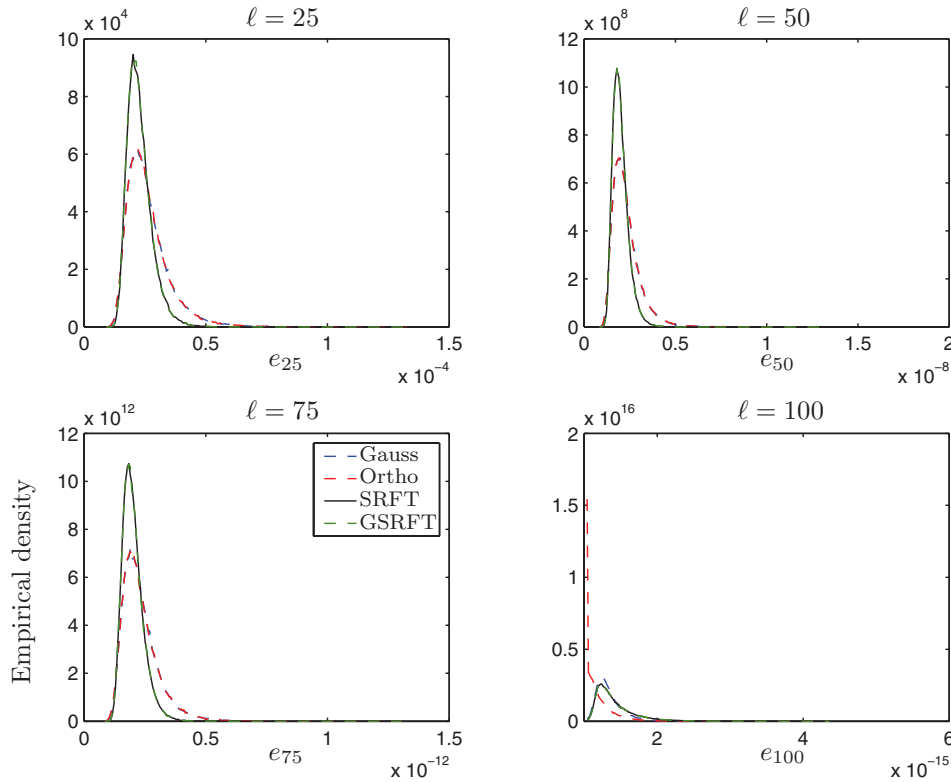 ℓ = 25
x 10^4
10
8
6
4
2
0
0 0.5 1 1.5
e_25
x 10^-4
ℓ = 50
x 10^8
12
10
8
6
4
2
0
0 0.5 1 1.5 2
e_50
x 10^-8
ℓ = 75
x 10^12
12
10
8
6
4
2
0
Empirical density
Gauss
Ortho
SRFT
GSRFT
0 0.5 1 1.5
e_75
x 10^-12
ℓ = 100
x 10^16
2
1.5
1
0.5
0
2 4 6
e_100
x 10^-15